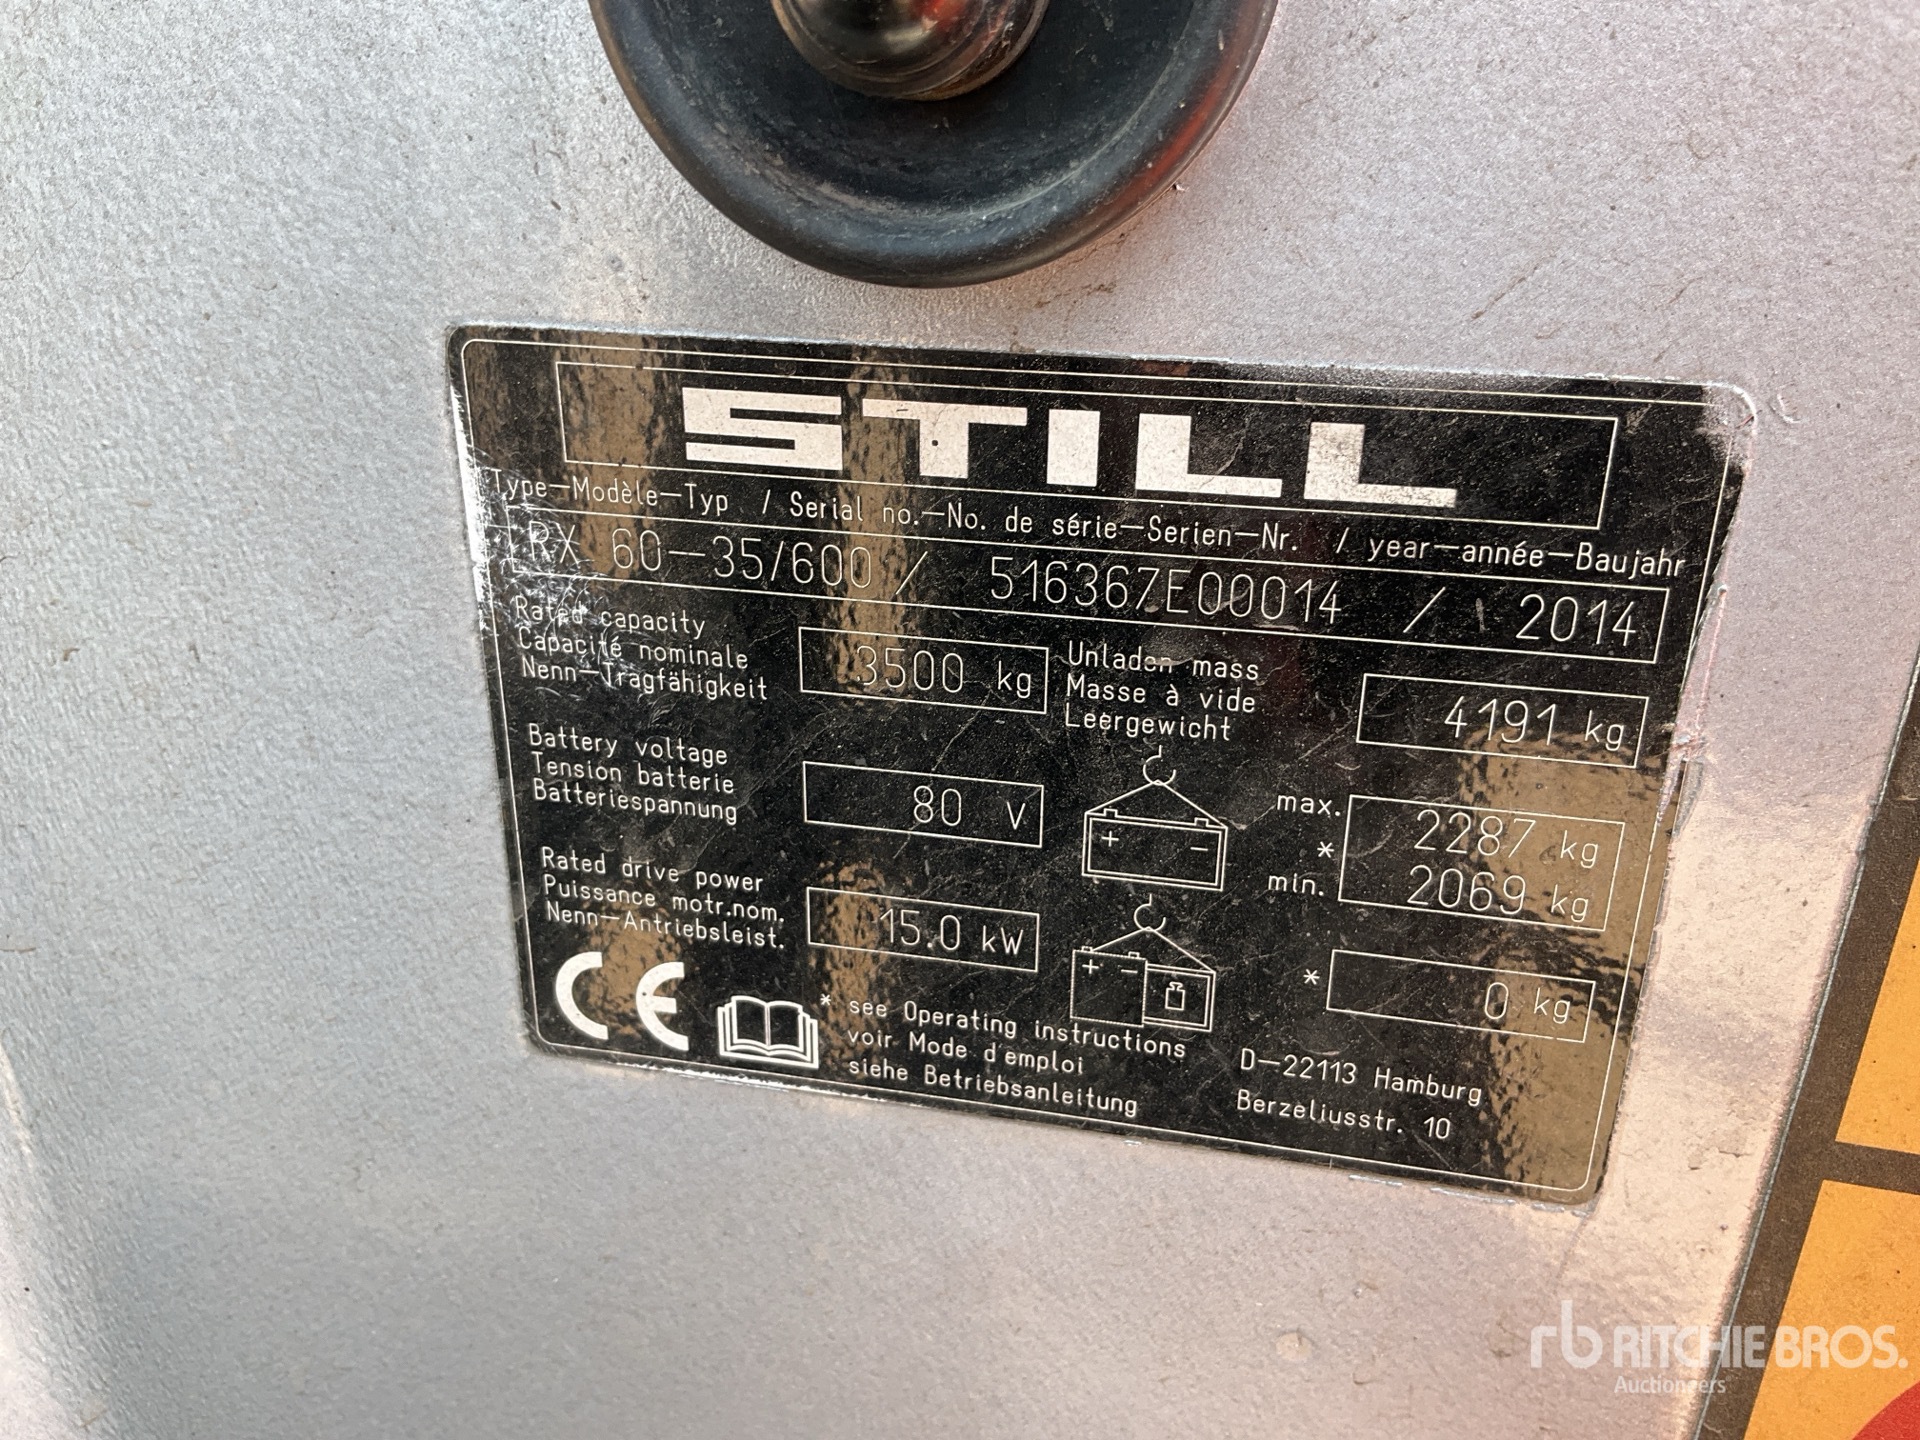 STILL
Type–Modèle–Typ / Serial no.–No. de série–Serien–Nr. / year–année–Baujahr
RX 60–35/600 / 516367E00014 / 2014
Rated capacity
Capacité nominale
Nenn–Tragfähigkeit
3500 kg
Unladen mass
Masse à vide
Leergewicht
4191 kg
Battery voltage
Tension batterie
Batteriespannung
80 V
+ –
max.
*
min.
2287 kg
2069 kg
Rated drive power
Puissance motr.nom.
Nenn–Antriebsleist.
15.0 kW
+ –
* 0 kg
CE
* see Operating instructions
voir Mode d'emploi
siehe Betriebsanleitung
D–22113 Hamburg
Berzeliusstr. 10
rb RITCHIE BROS.
Auctioneers